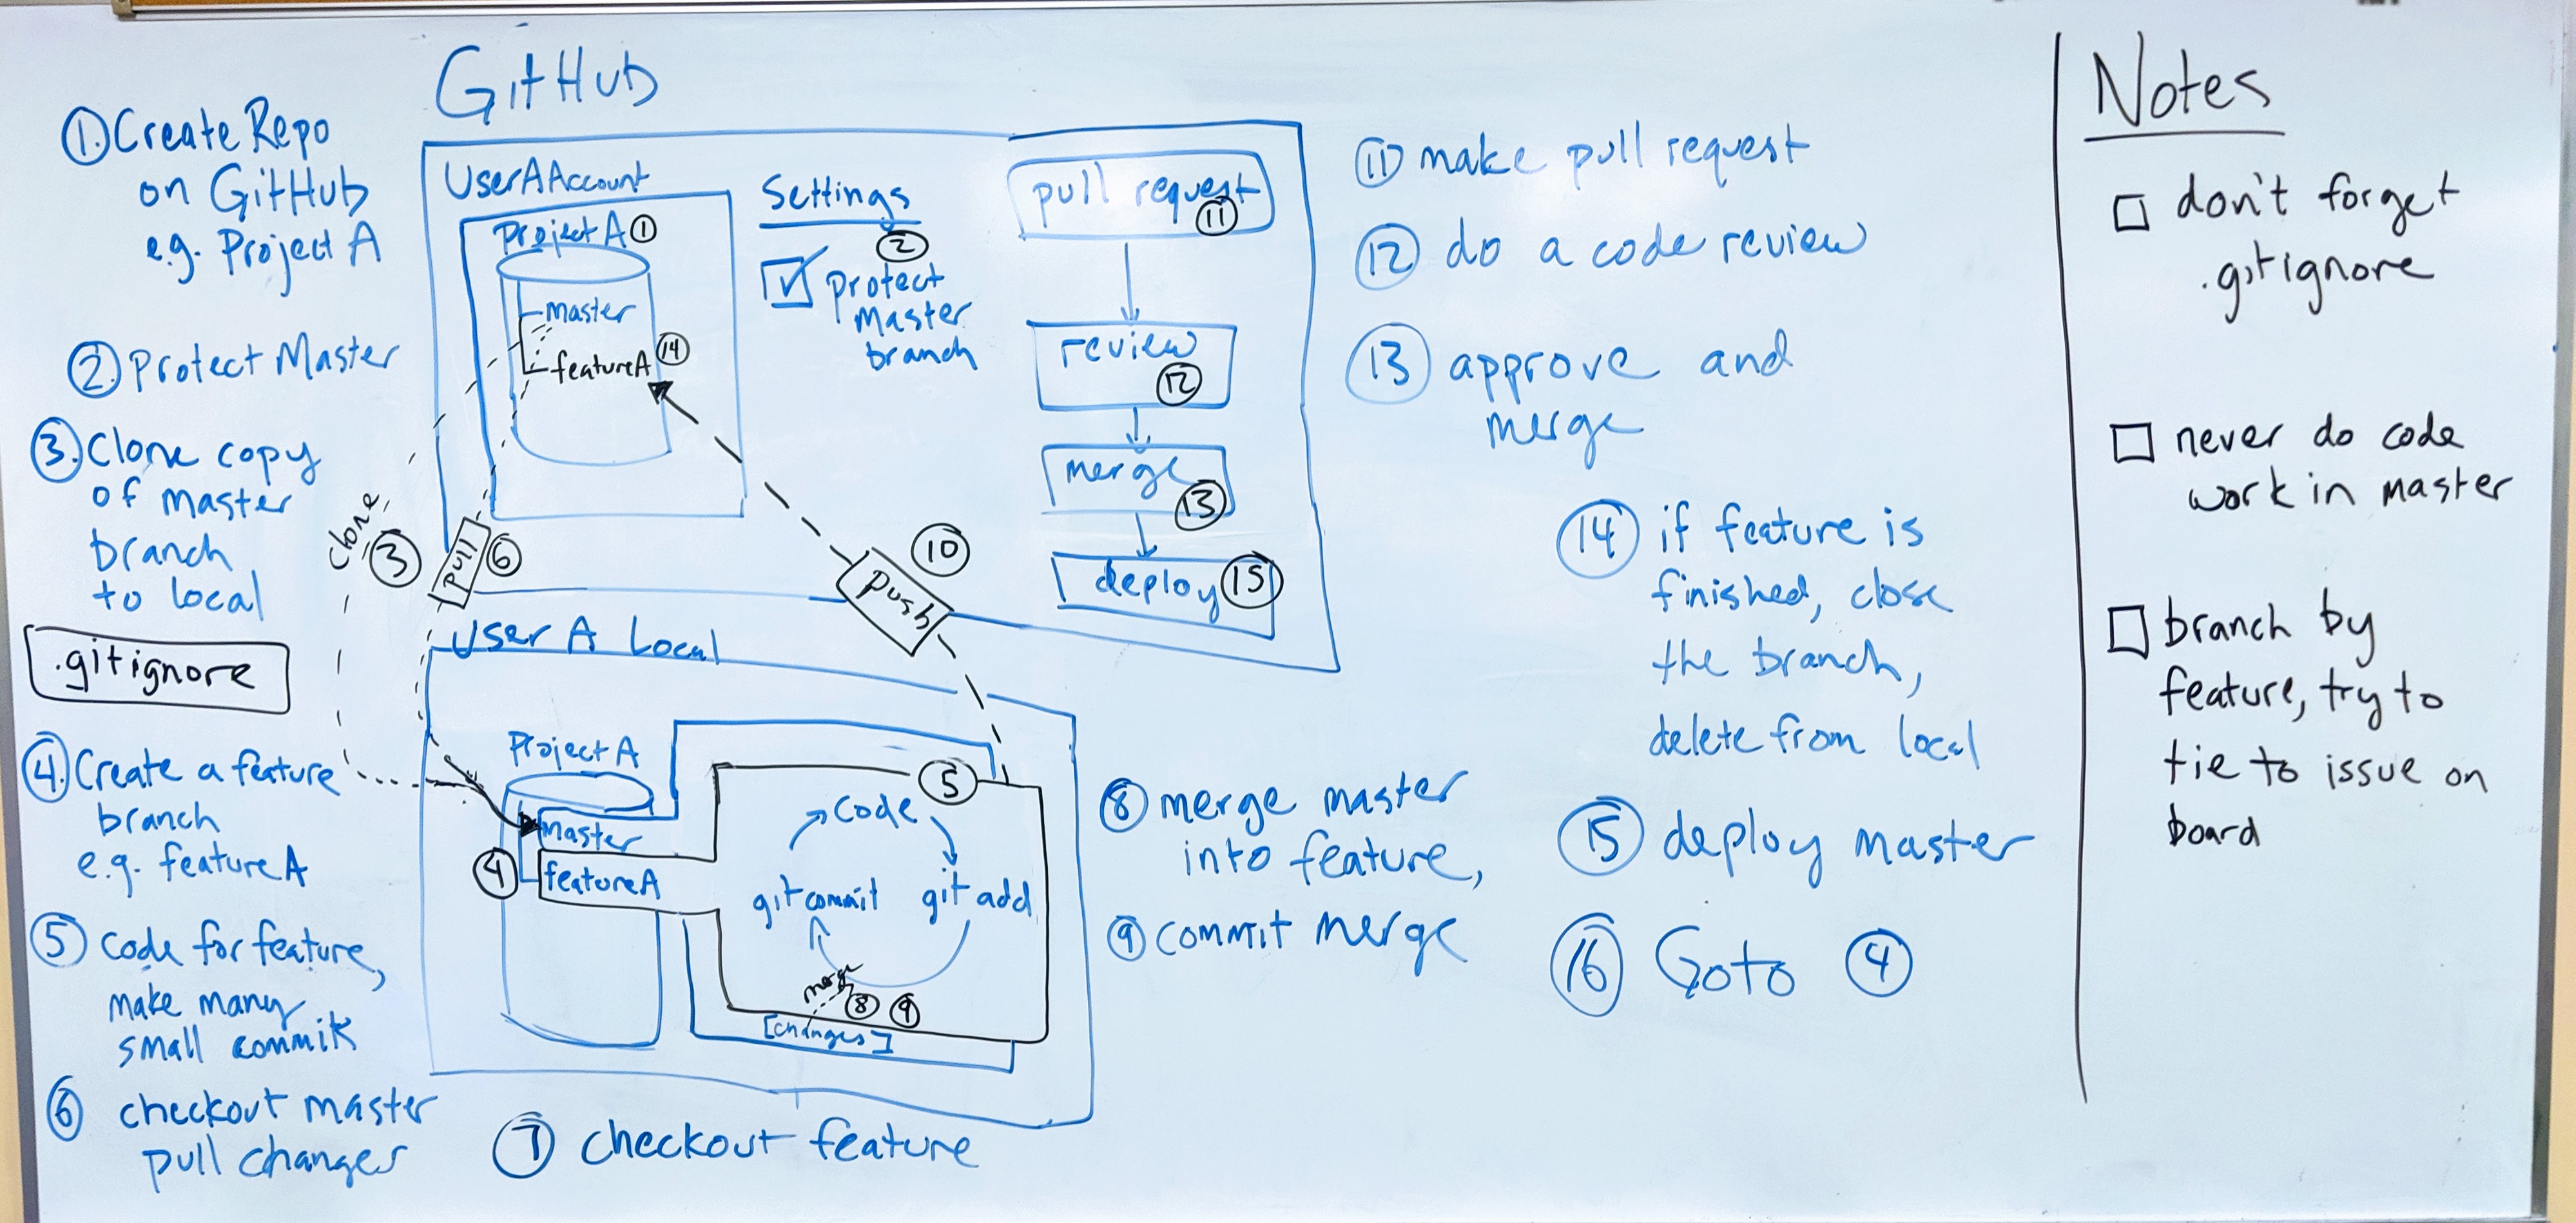 GitHub
①. Create Repo
on GitHub
e.g. Project A
② Protect Master
③. Clone copy
of master
branch
to local
.gitignore
④. Create a feature
branch
e.g. featureA
⑤ Code for feature,
make many
small commits
⑥ checkout master
pull changes
User A Account
Project A ①
master
featureA ⑭
Settings
②
protect
Master
branch
pull request
⑪
review
⑫
merge
⑬
deploy ⑮
clone
③
pull ⑥
⑩
push
User A Local
Project A
Master
④ featureA
⑤
Code
git add
git commit
merge
⑧ ⑨
[changes]
⑦ checkout feature
⑧ merge master
into feature,
⑨ commit merge
⑪ make pull request
⑫ do a code review
⑬ approve and
merge
⑭ if feature is
finished, close
the branch,
delete from local
⑮ deploy master
⑯ Goto ④
Notes
don't forget
.gitignore
never do code
work in master
branch by
feature, try to
tie to issue on
board